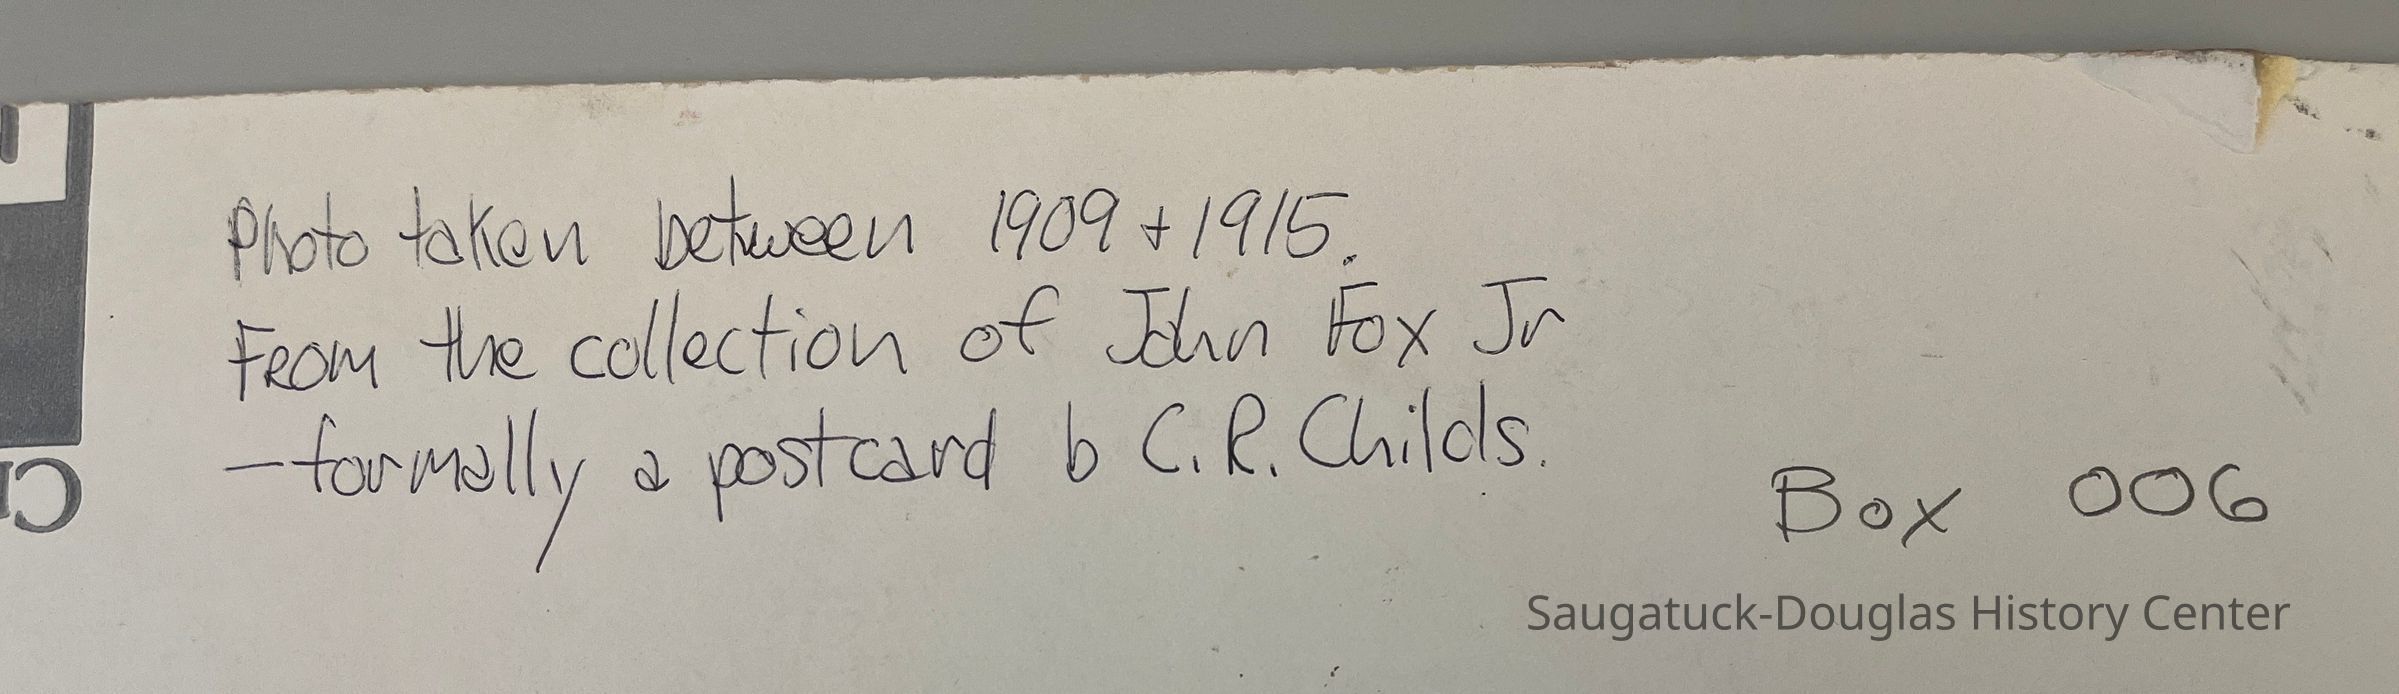 Photo taken between 1909 + 1915.
From the collection of John Fox Jr
—formally a postcard b C.R. Childs.
Box 006
Saugatuck-Douglas History Center